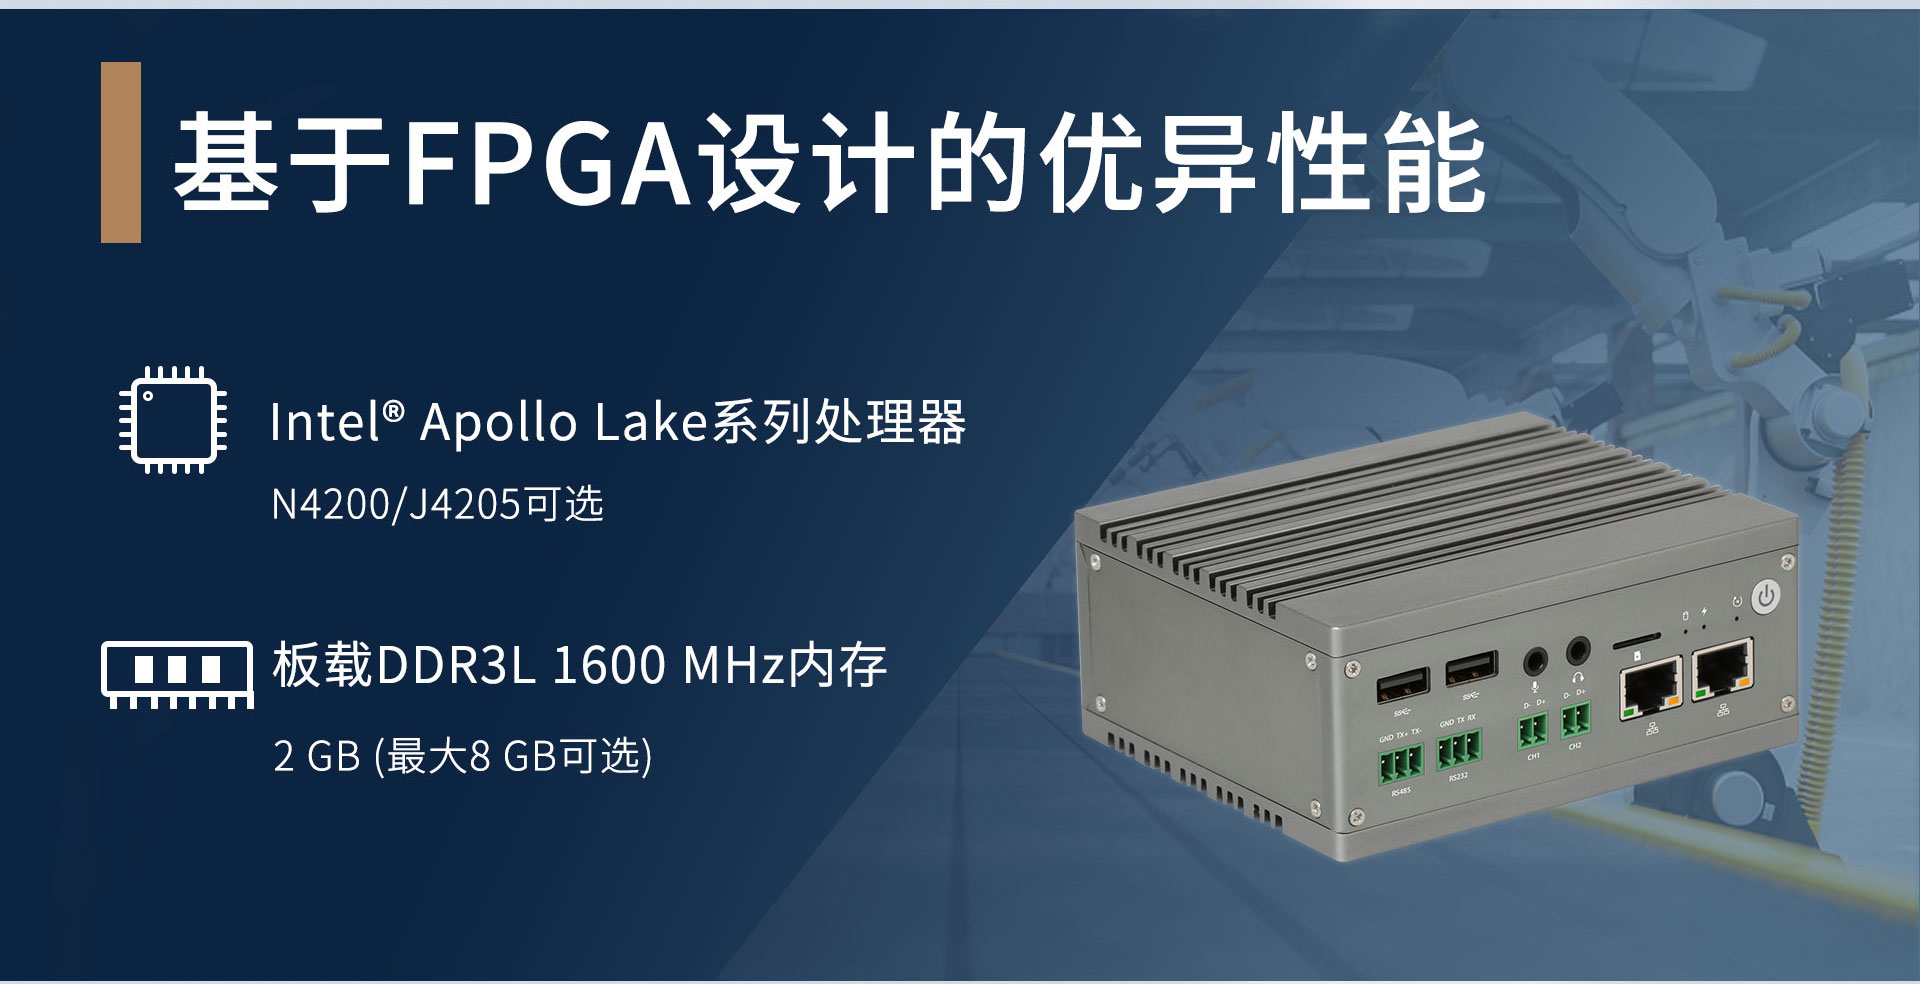 基于FPGA设计的优异性能
Intel® Apollo Lake系列处理器
N4200/J4205可选
板载DDR3L 1600 MHz内存
2 GB (最大8 GB可选)
GND TX+ TX-
GND TX RX
D- D+
D- D+
RS485
RS232
CH1
CH2